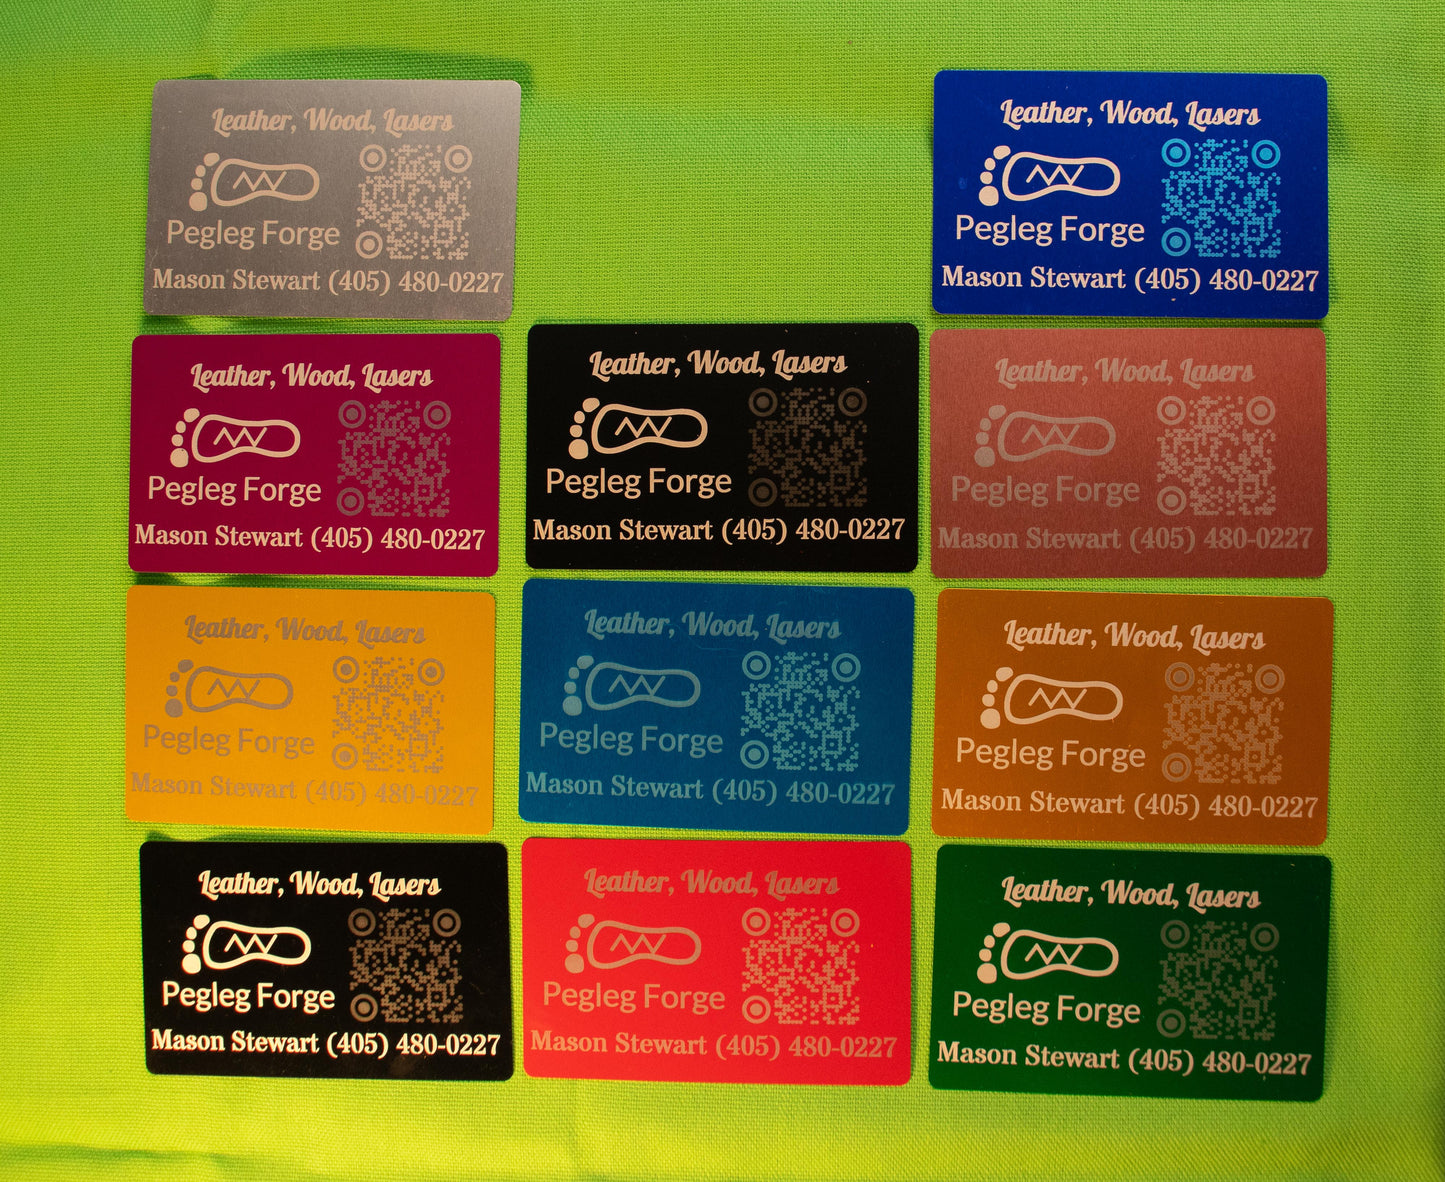 Leather, Wood, Lasers
Pegleg Forge
Mason Stewart (405) 480-0227
Leather, Wood, Lasers
Pegleg Forge
Mason Stewart (405) 480-0227
Leather, Wood, Lasers
Pegleg Forge
Mason Stewart (405) 480-0227
Leather, Wood, Lasers
Pegleg Forge
Mason Stewart (405) 480-0227
Leather, Wood, Lasers
Pegleg Forge
Mason Stewart (405) 480-0227
Leather, Wood, Lasers
Pegleg Forge
Mason Stewart (405) 480-0227
Leather, Wood, Lasers
Pegleg Forge
Mason Stewart (405) 480-0227
Leather, Wood, Lasers
Pegleg Forge
Mason Stewart (405) 480-0227
Leather, Wood, Lasers
Pegleg Forge
Mason Stewart (405) 480-0227
Leather, Wood, Lasers
Pegleg Forge
Mason Stewart (405) 480-0227
Leather, Wood, Lasers
Pegleg Forge
Mason Stewart (405) 480-0227